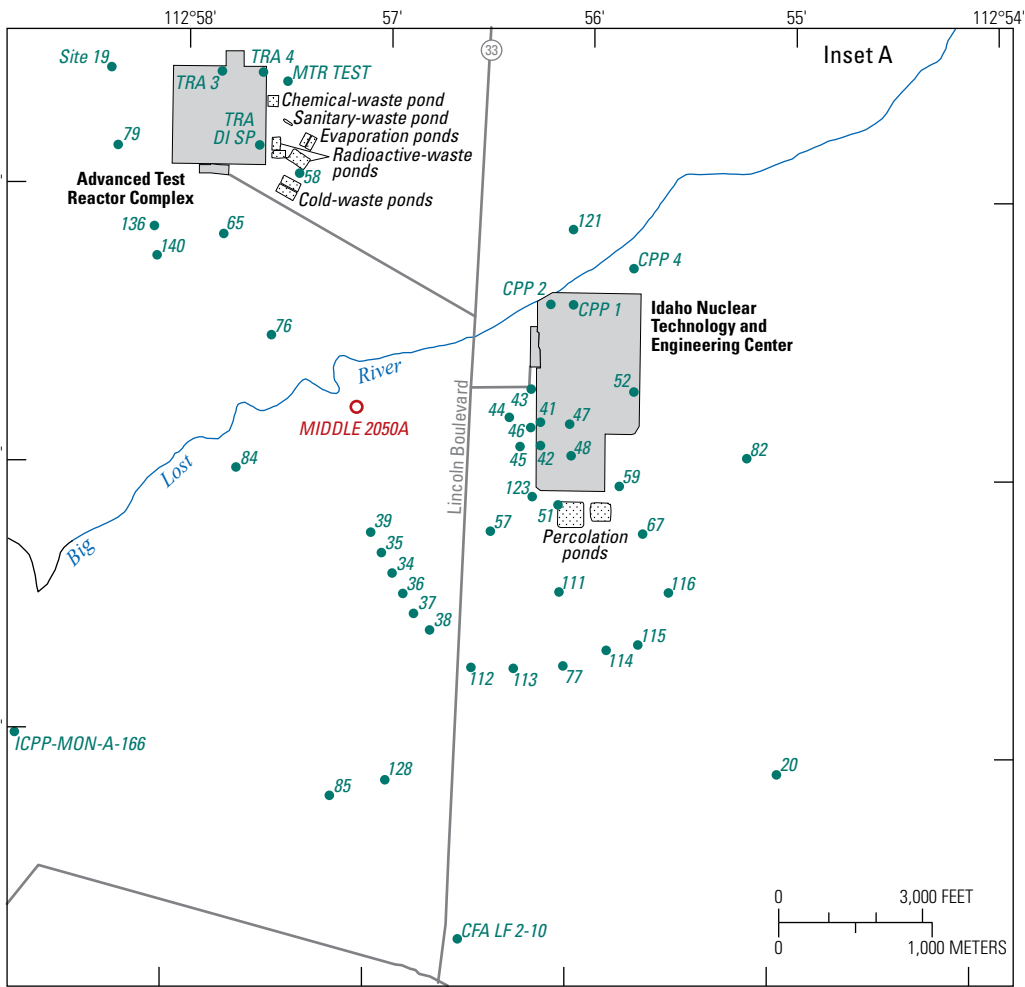 112°58'
57'
56'
55'
112°54'
Inset A
33
Site 19
TRA 3
TRA 4
MTR TEST
Chemical-waste pond
Sanitary-waste pond
Evaporation ponds
Radioactive-waste
ponds
TRA
DI SP
79
58
Cold-waste ponds
Advanced Test
Reactor Complex
136
65
140
121
CPP 4
CPP 2
CPP 1
Idaho Nuclear
Technology and
Engineering Center
76
River
MIDDLE 2050A
Lincoln Boulevard
43
52
44
41
47
46
45
42
48
82
84
Lost
Big
59
123
51
57
67
Percolation
ponds
39
35
34
36
37
38
111
116
115
114
112
113
77
ICPP-MON-A-166
128
85
20
CFA LF 2-10
0
3,000 FEET
0
1,000 METERS
'
'
'